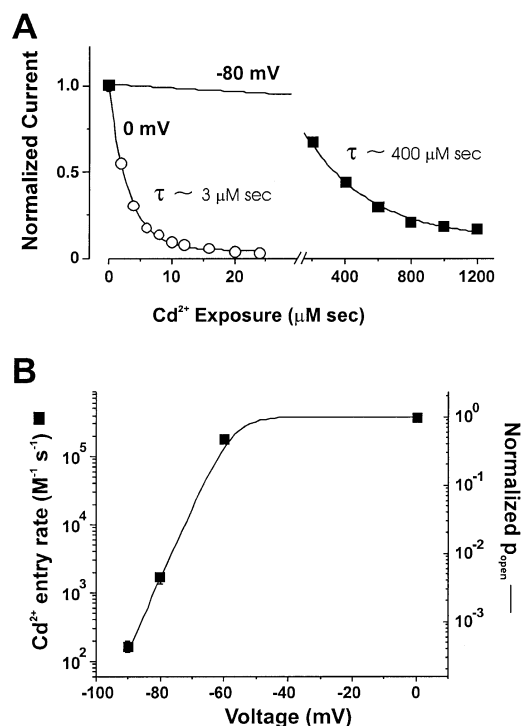 A
Normalized Current
1.0
0.5
0
-80 mV
0 mV
τ ~ 3 μM sec
τ ~ 400 μM sec
0 10 20 400 800 1200
Cd²⁺ Exposure (μM sec)
B
Cd²⁺ entry rate (M⁻¹ s⁻¹) ■
10⁵
10⁴
10³
10²
10⁰
10⁻¹
10⁻²
10⁻³
Normalized p_open —
-100 -80 -60 -40 -20 0
Voltage (mV)